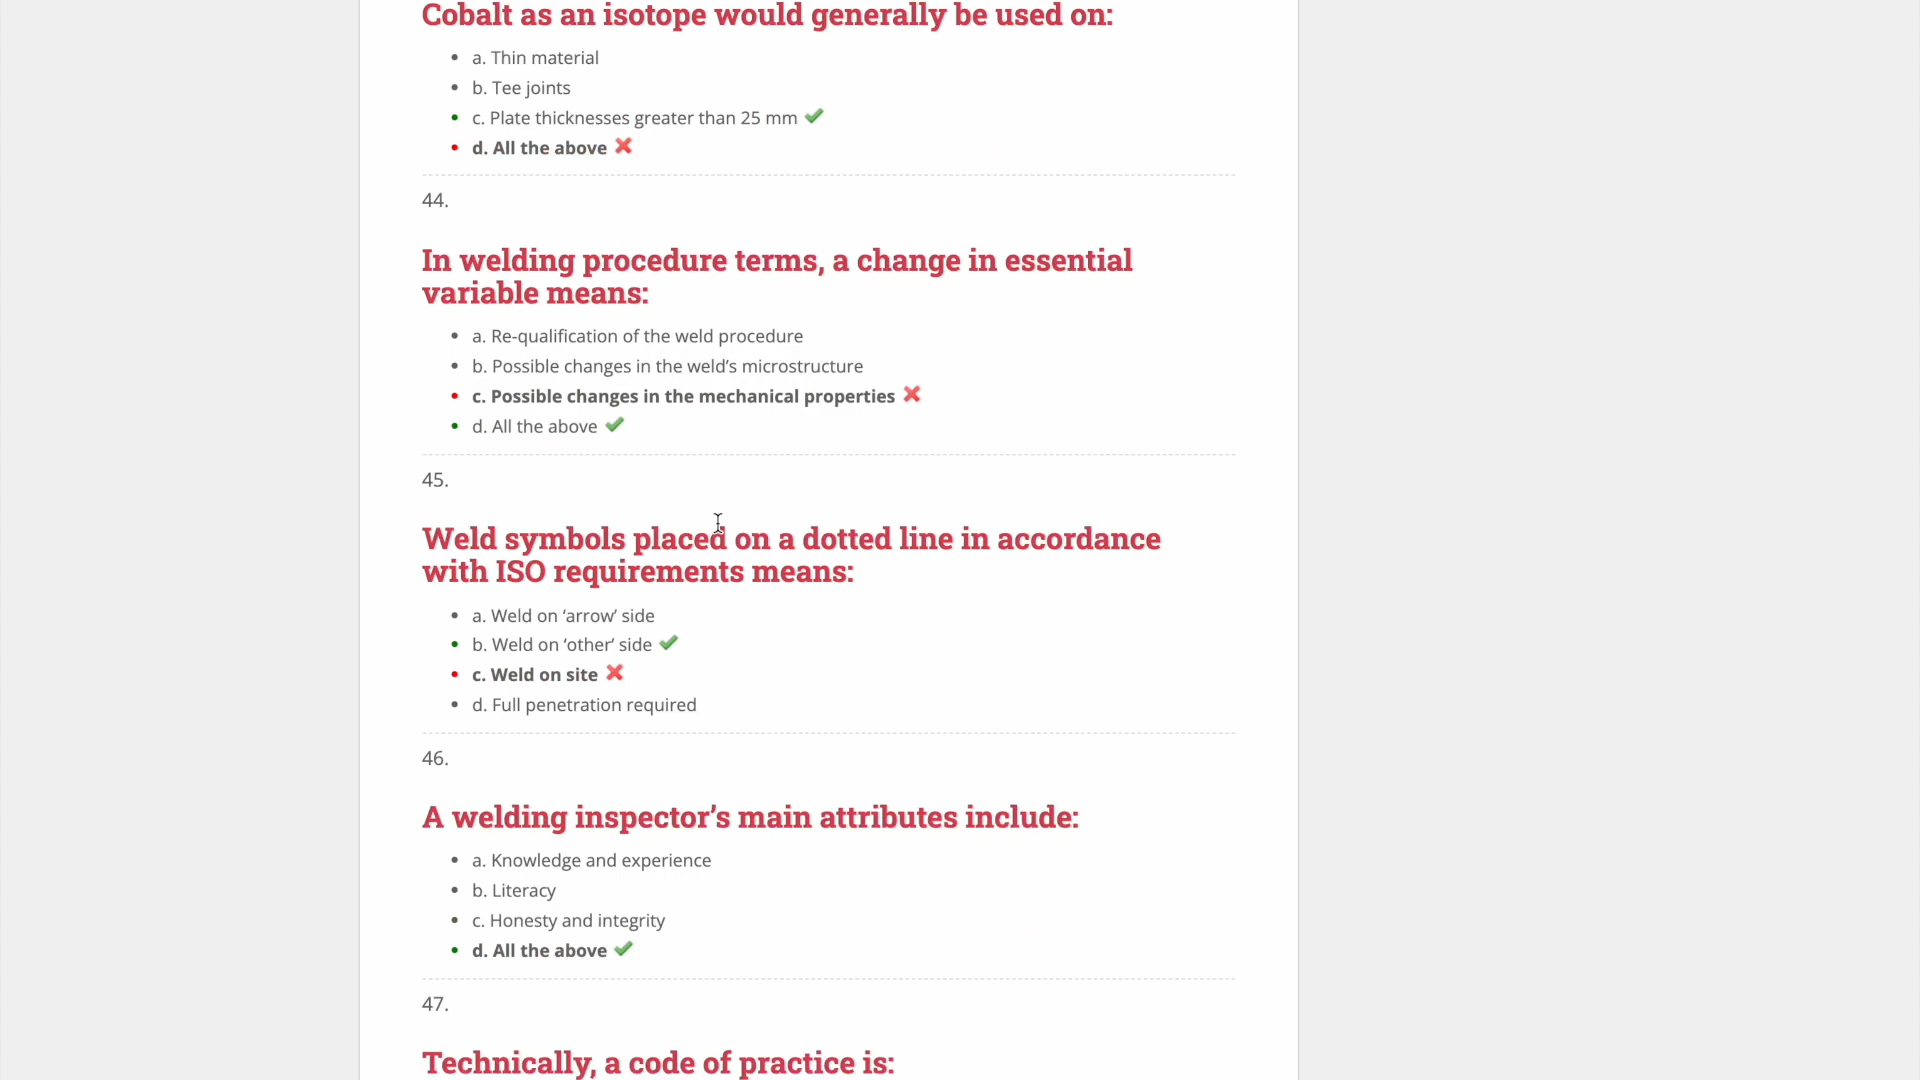 Cobalt as an isotope would generally be used on:
a. Thin material
b. Tee joints
c. Plate thicknesses greater than 25 mm
d. All the above
44.
In welding procedure terms, a change in essential
variable means:
a. Re-qualification of the weld procedure
b. Possible changes in the weld’s microstructure
c. Possible changes in the mechanical properties
d. All the above
45.
Weld symbols placed on a dotted line in accordance
with ISO requirements means:
a. Weld on ‘arrow’ side
b. Weld on ‘other’ side
c. Weld on site
d. Full penetration required
46.
A welding inspector’s main attributes include:
a. Knowledge and experience
b. Literacy
c. Honesty and integrity
d. All the above
47.
Technically, a code of practice is: